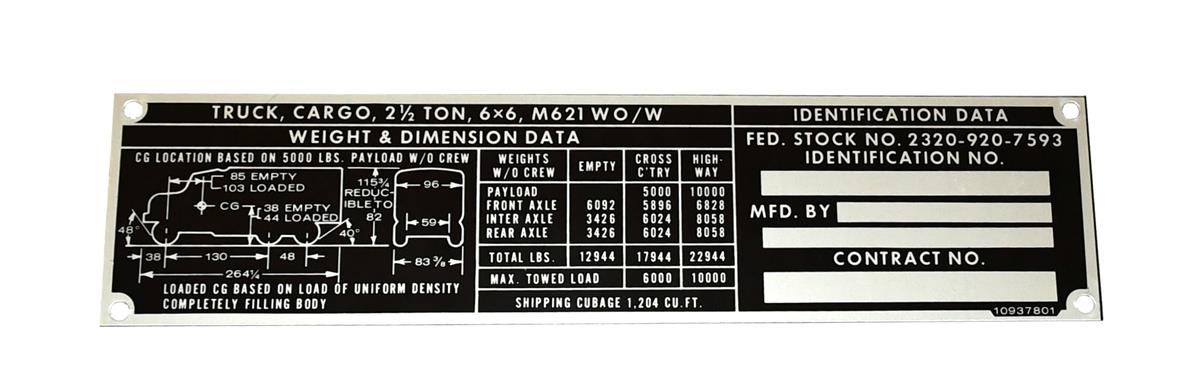 TRUCK, CARGO, 2½ TON, 6×6, M621 WO/W
WEIGHT & DIMENSION DATA
CG LOCATION BASED ON 5000 LBS. PAYLOAD W/O CREW
85 EMPTY
103 LOADED
CG
38 EMPTY
44 LOADED
48°
40°
38
130
48
264¼
115¾
REDUC-
IBLE TO
82
96
59
83 ⅜
LOADED CG BASED ON LOAD OF UNIFORM DENSITY
COMPLETELY FILLING BODY
WEIGHTS W/O CREW EMPTY CROSS C'TRY HIGH-WAY
PAYLOAD 5000 10000
FRONT AXLE 6092 5896 6828
INTER AXLE 3426 6024 8058
REAR AXLE 3426 6024 8058
TOTAL LBS. 12944 17944 22944
MAX. TOWED LOAD 6000 10000
SHIPPING CUBAGE 1,204 CU.FT.
IDENTIFICATION DATA
FED. STOCK NO. 2320-920-7593
IDENTIFICATION NO.
MFD. BY
CONTRACT NO.
10937801